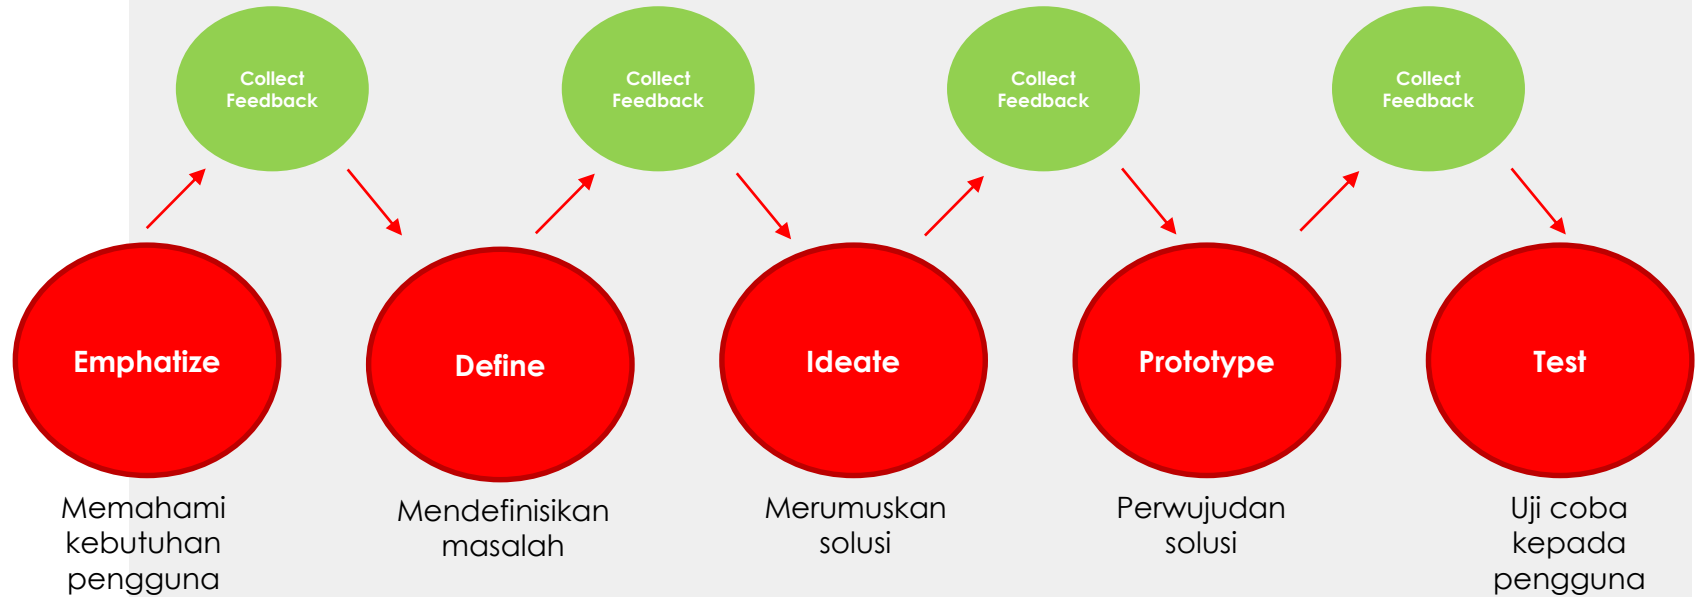 Collect
Feedback
Collect
Feedback
Collect
Feedback
Collect
Feedback
Emphatize
Define
Ideate
Prototype
Test
Memahami
kebutuhan
pengguna
Mendefinisikan
masalah
Merumuskan
solusi
Perwujudan
solusi
Uji coba
kepada
pengguna